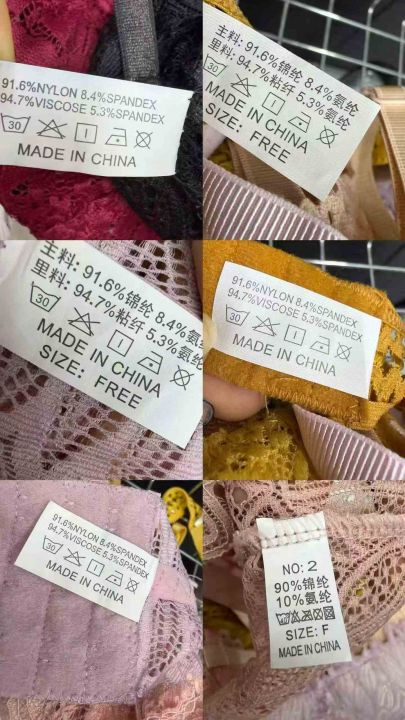 91.6%NYLON 8.4%SPANDEX
94.7%VISCOSE 5.3%SPANDEX
30
MADE IN CHINA
主料: 91.6%锦纶 8.4%氨纶
里料: 94.7%粘纤 5.3%氨纶
30
MADE IN CHINA
SIZE: FREE
主料: 91.6%锦纶 8.4%氨
里料: 94.7%粘纤 5.3%氨纶
30
MADE IN CHINA
SIZE: FREE
91.6%NYLON 8.4%SPANDEX
94.7%VISCOSE 5.3%SPANDEX
30
MADE IN CHINA
91.6%NYLON 8.4%SPANDEX
94.7%VISCOSE 5.3%SPANDEX
30
MADE IN CHINA
NO: 2
90%锦纶
10%氨纶
SIZE: F
MADE IN CHINA